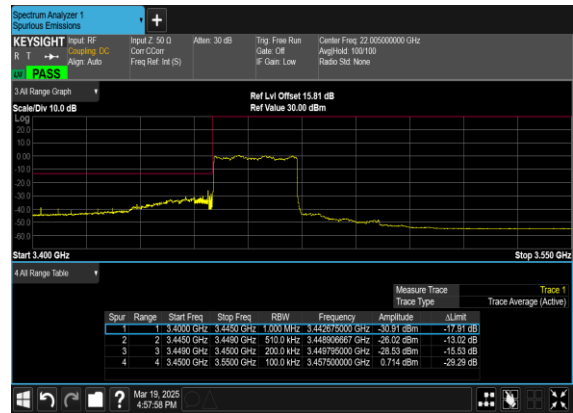 Spectrum Analyzer 1
Spurious Emissions
+
KEYSIGHT Input: RF Input Z: 50 Ω Atten: 30 dB Trig: Free Run Center Freq: 22.005000000 GHz
R T Coupling: DC Corr CCorr Gate: Off Avg|Hold: 100/100
Align: Auto Freq Ref: Int (S) IF Gain: Low Radio Std: None
LXI PASS
3 All Range Graph
Ref Lvl Offset 15.81 dB
Scale/Div 10.0 dB Ref Value 30.00 dBm
Log
20.0
10.0
0.00
-10.0
-20.0
-30.0
-40.0
-50.0
-60.0
Start 3.400 GHz Stop 3.550 GHz
4 All Range Table
Measure Trace Trace 1
Trace Type Trace Average (Active)
Spur Range Start Freq Stop Freq RBW Frequency Amplitude ΔLimit
1 1 3.4000 GHz 3.4450 GHz 1.000 MHz 3.442675000 GHz -30.91 dBm -17.91 dB
2 2 3.4450 GHz 3.4490 GHz 510.0 kHz 3.448906667 GHz -26.02 dBm -13.02 dB
3 3 3.4490 GHz 3.4500 GHz 200.0 kHz 3.449795000 GHz -28.53 dBm -15.53 dB
4 4 3.4500 GHz 3.5500 GHz 100.0 kHz 3.457500000 GHz 0.714 dBm -29.29 dB
? Mar 19, 2025
4:57:58 PM